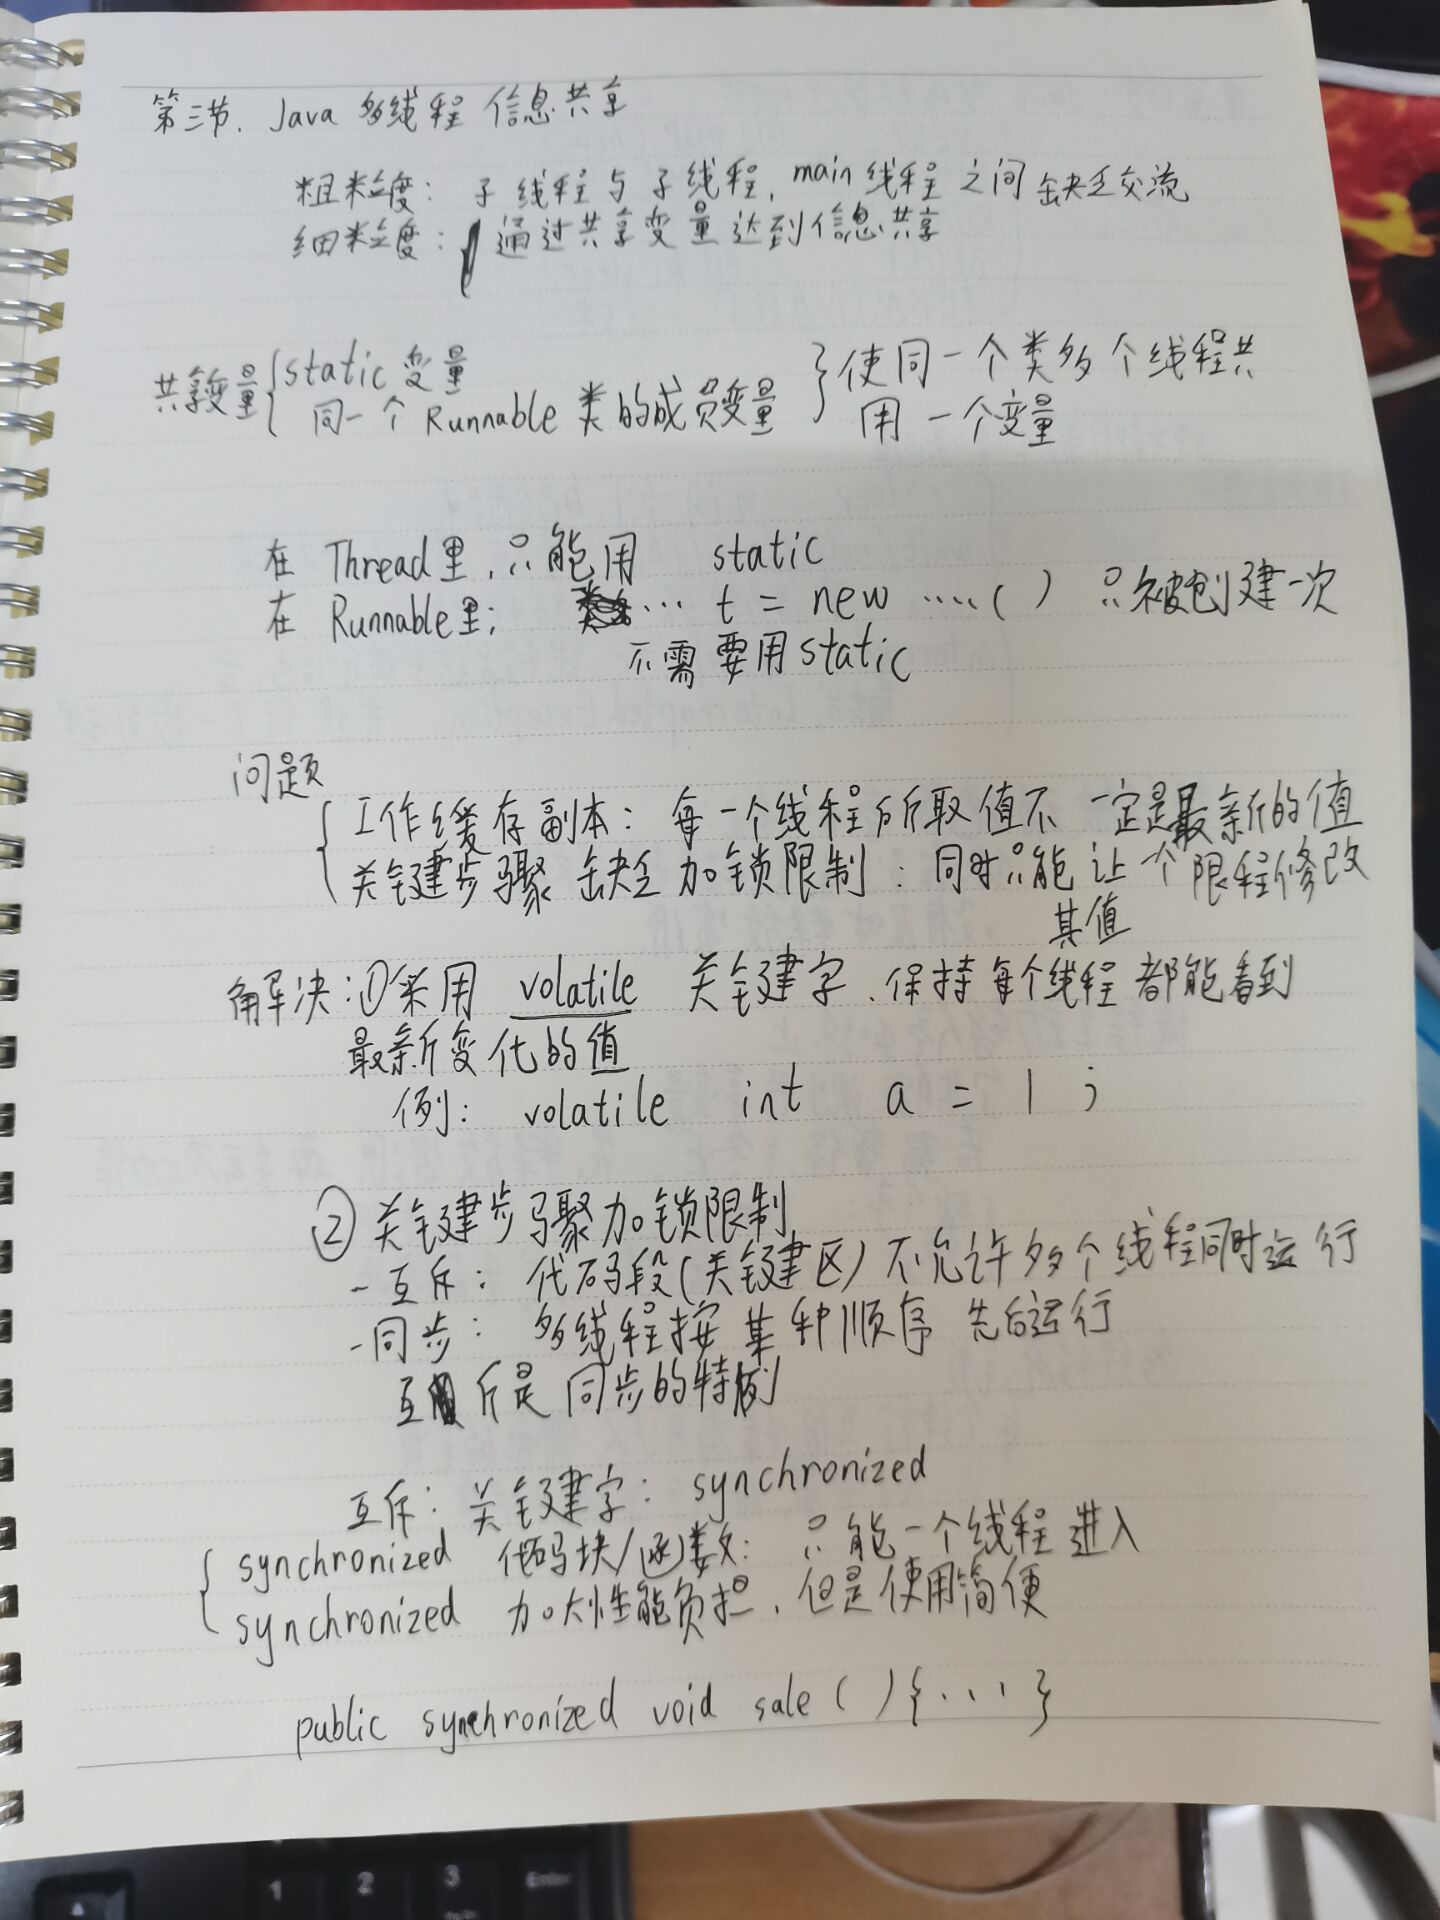 第三节. Java 多线程 信息共享
粗粒度: 子线程与子线程, main线程 之间 缺乏交流
细粒度: 通过共享变量达到信息共享
共享变量 { static 变量
同一个 Runnable 类的成员变量 } 使同一个类多个线程共
用一个变量
在 Thread里, 只能用 static
在 Runnable里; ... t = new ....( ) 只被创建一次
不需要用static
问题
{ 工作缓存副本: 每一个线程所取值不一定是最新的值
关键步骤 缺乏加锁限制: 同时只能让个限程修改
其值
解决: ①采用 volatile 关键字, 保持每个线程都能看到
最新变化的值
例: volatile int a = 1 ;
② 关键步骤加锁限制
- 互斥: 代码段(关键区) 不允许多个线程同时运行
- 同步: 多线程按某种顺序 先后运行
互斥是同步的特例
互斥: 关键字: synchronized
{ synchronized 代码块/函数: 只能一个线程进入
synchronized 加大性能负担, 但是使用简便
public synchronized void sale ( ) { ... }
1 2 3 Enter